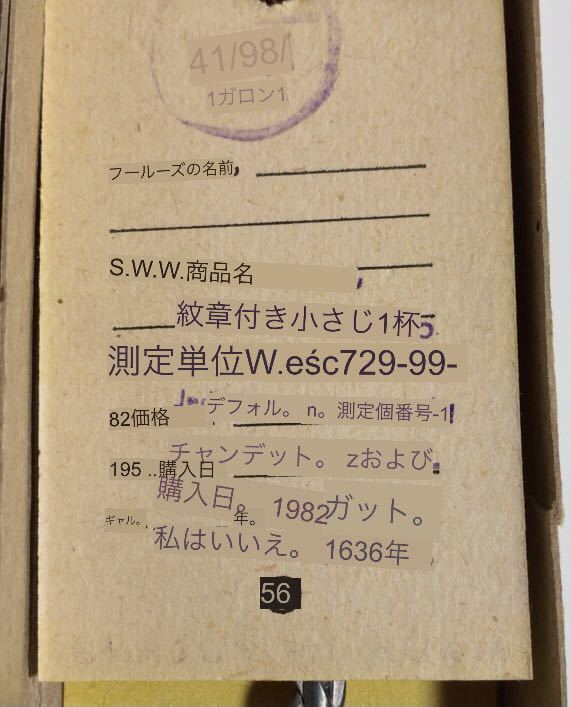 41/98/
1ガロン1
フールーズの名前,
S.W.W.商品名
紋章付き小さじ1杯
測定単位W.eśc729-99-
デフォル。 n。測定個番号-1
82価格
チャンデット。 zおよび
195 ..購入日
購入日。 1982ガット。
ギャル。 年。
私はいいえ。 1636年
56